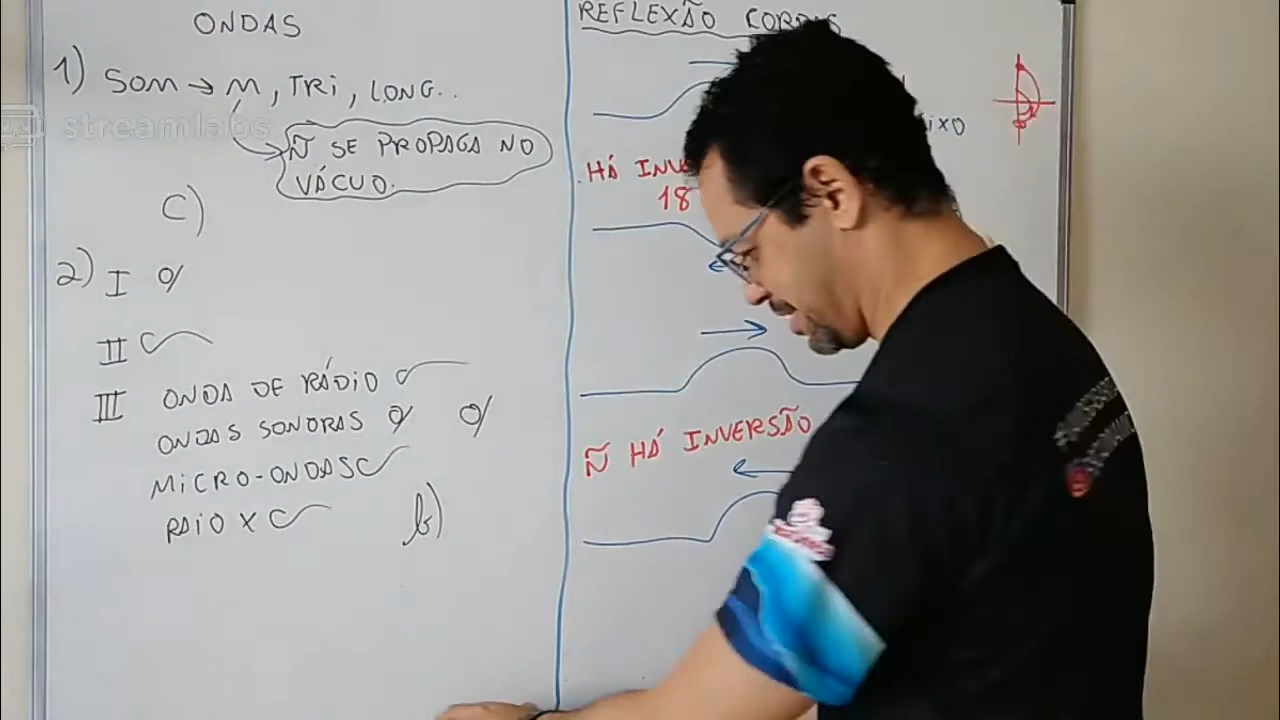 ONDAS
1) SOM → M, TRI, LONG..
Ñ SE PROPAGA NO
VÁCUO.
C)
2) I
II
III ONDA DE RÁDIO
ONDAS SONORAS
MICRO-ONDAS
RAIO X
b)
REFLEXÃO CORDAS
HÁ
18
Ñ HÁ INVERSÃO
streamlabs